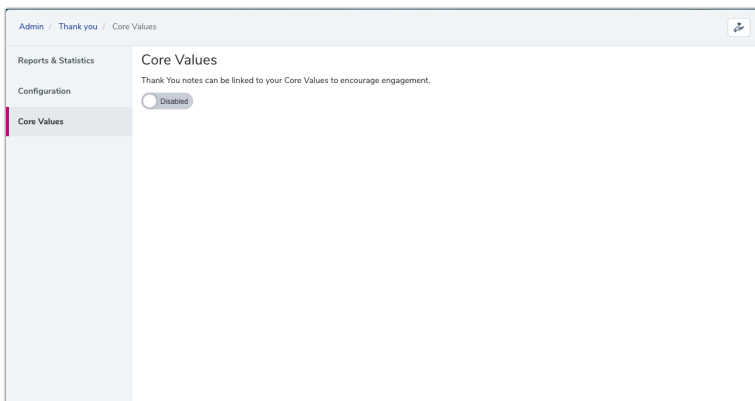 Admin / Thank you / Core Values
Reports & Statistics
Configuration
Core Values
Core Values
Thank You notes can be linked to your Core Values to encourage engagement.
Disabled